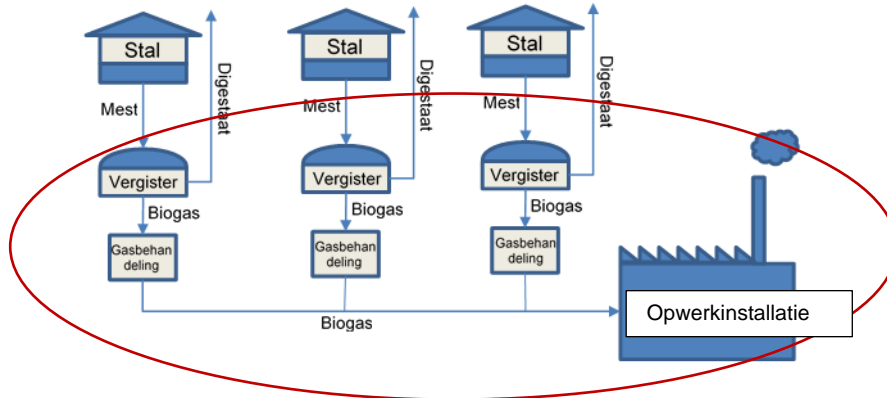 Stal
Stal
Stal
Mest
Mest
Mest
Digestaat
Digestaat
Digestaat
Vergister
Vergister
Vergister
Biogas
Biogas
Biogas
Gasbehan
deling
Gasbehan
deling
Gasbehan
deling
Biogas
Opwerkinstallatie